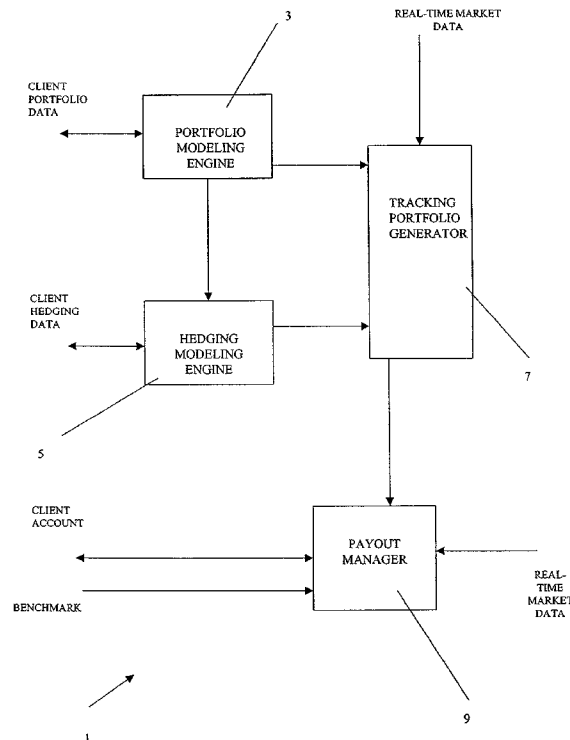 3
REAL-TIME MARKET
DATA
CLIENT
PORTFOLIO
DATA
PORTFOLIO
MODELING
ENGINE
TRACKING
PORTFOLIO
GENERATOR
CLIENT
HEDGING
DATA
HEDGING
MODELING
ENGINE
7
5
CLIENT
ACCOUNT
PAYOUT
MANAGER
BENCHMARK
REAL-
TIME
MARKET
DATA
9
1